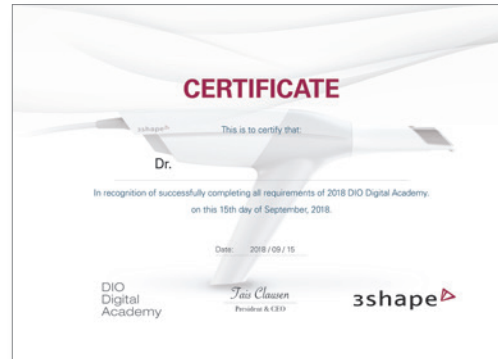 CERTIFICATE
3shape
This is to certify that:
Dr.
In recognition of successfully completing all requirements of 2018 DIO Digital Academy.
on this 15th day of September, 2018.
Date: 2018 / 09 / 15
DIO
Digital
Academy
Tais Clausen
President & CEO
3shape